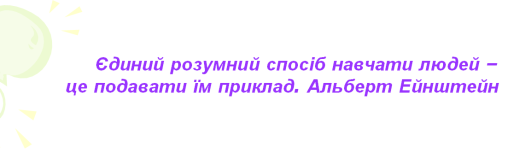 Єдиний розумний спосіб навчати людей –
це подавати їм приклад. Альберт Ейнштейн